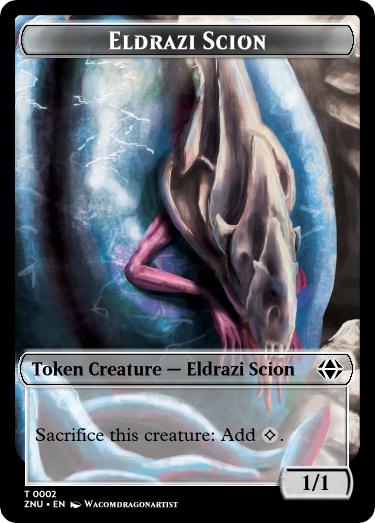 Eldrazi Scion
Token Creature — Eldrazi Scion
Sacrifice this creature: Add .
1/1
T 0002
ZNU • EN Wacomdragonartist